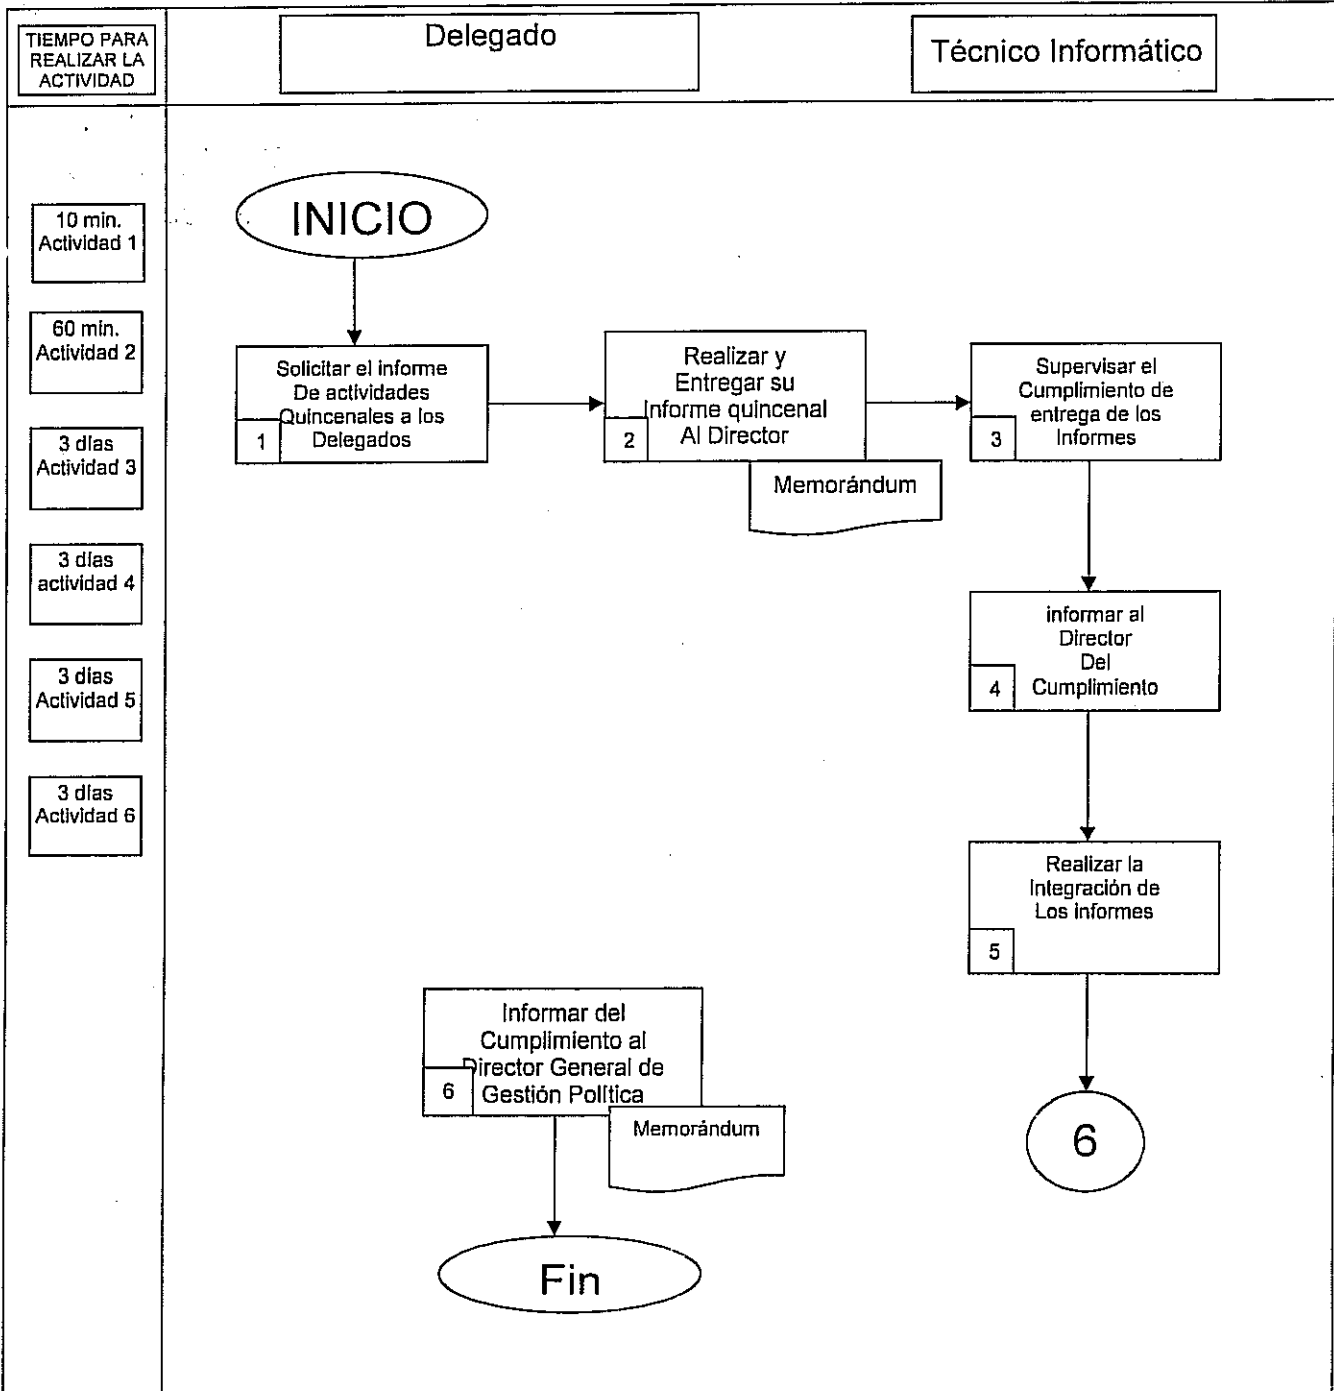 TIEMPO PARA
REALIZAR LA
ACTIVIDAD
Delegado
Técnico Informático
10 min.
Actividad 1
60 min.
Actividad 2
3 días
Actividad 3
3 días
actividad 4
3 días
Actividad 5
3 días
Actividad 6
INICIO
Solicitar el informe
De actividades
Quincenales a los
Delegados
1
Realizar y
Entregar su
Informe quincenal
Al Director
2
Memorándum
Supervisar el
Cumplimiento de
entrega de los
Informes
3
informar al
Director
Del
Cumplimiento
4
Realizar la
Integración de
Los informes
5
6
Informar del
Cumplimiento al
Director General de
Gestión Política
6
Memorándum
Fin